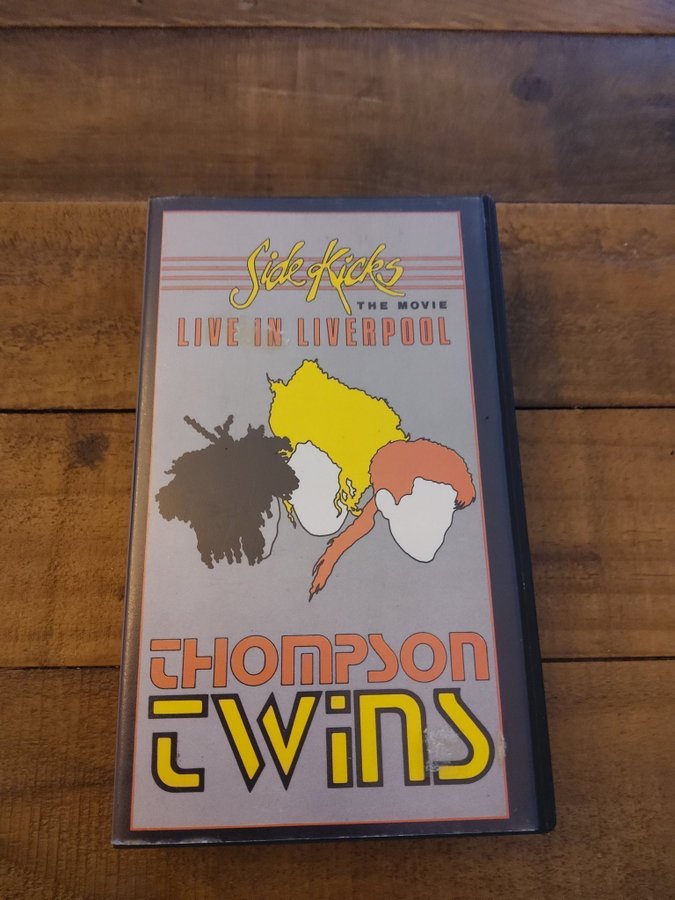 Side Kicks
THE MOVIE
LIVE IN LIVERPOOL
THOMPSON
TWINS